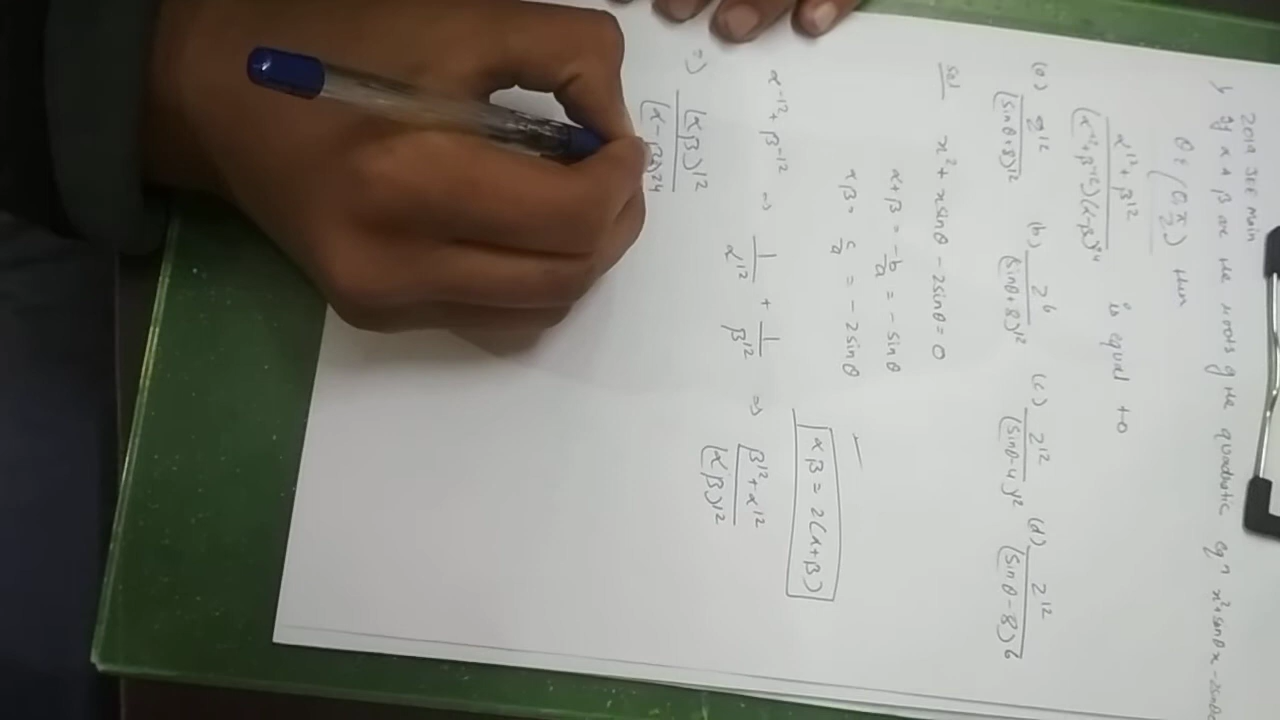 2019 JEE Main
If α & β are the roots of the quadratic eqn x²+sinθ x - 2sinθ
θ ∈ (0, π/2) then
α¹² + β¹² / (α⁻¹² + β⁻¹²) (α-β)²⁴ is equal to
(a) 2¹² / (sinθ+8)¹² (b) 2⁶ / (sinθ+8)¹² (c) 2¹² / (sinθ-4)¹² (d) 2¹² / (sinθ-8)⁶
Sol x² + x sinθ - 2sinθ = 0
α+β = -b/a = - sinθ
αβ = c/a = - 2sinθ
αβ = 2(α+β)
α⁻¹² + β⁻¹² ⇒ 1/α¹² + 1/β¹² ⇒ β¹² + α¹² / (αβ)¹²
⇒ (αβ)¹² / (α-β)²⁴